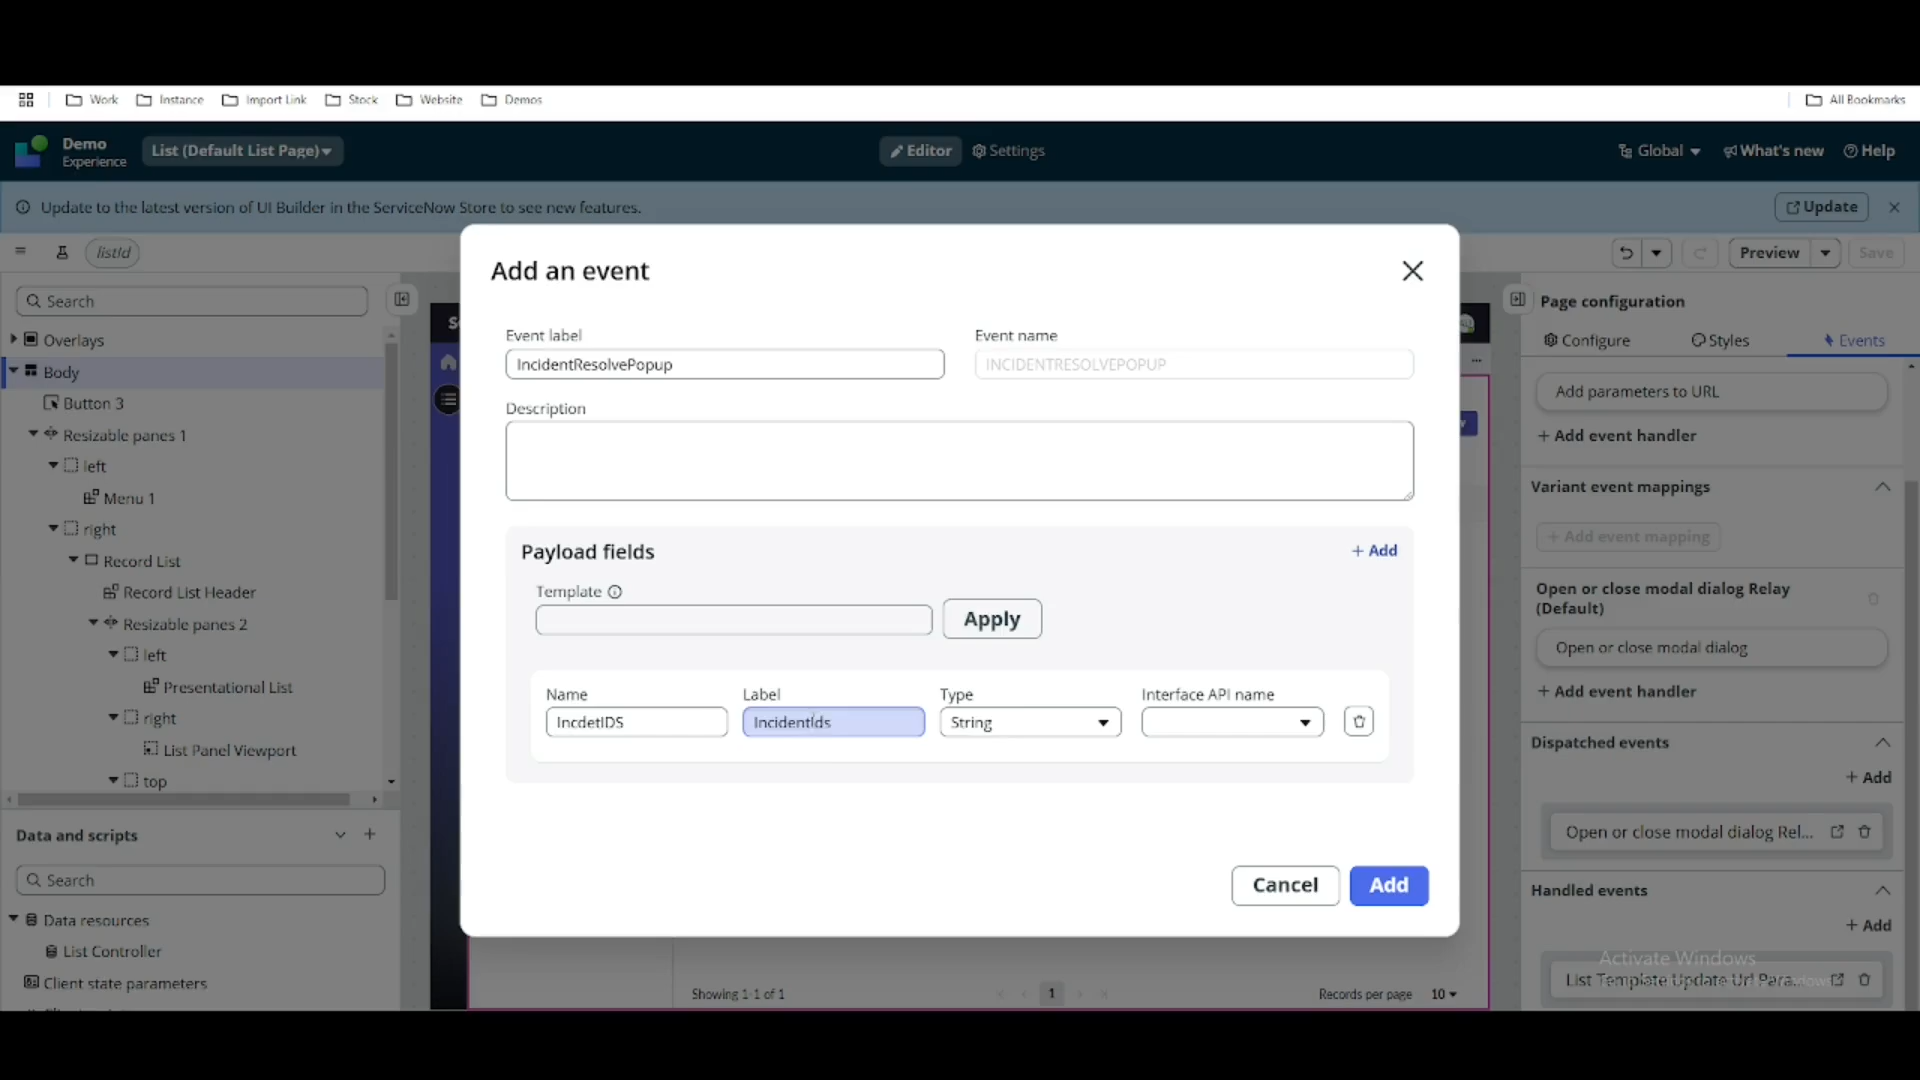 Work
Instance
Import Link
Stock
Website
Demos
All Bookmarks
Demo
Experience
List (Default List Page)
Editor
Settings
Global
What's new
Help
Update to the latest version of UI Builder in the ServiceNow Store to see new features.
Update
listId
Preview
Save
Search
Overlays
Body
Button 3
Resizable panes 1
left
Menu 1
right
Record List
Record List Header
Resizable panes 2
left
Presentational List
right
List Panel Viewport
top
Data and scripts
Search
Data resources
List Controller
Client state parameters
Add an event
Event label
IncidentResolvePopup
Event name
INCIDENTRESOLVEPOPUP
Description
Payload fields
+ Add
Template
Apply
Name
Label
Type
Interface API name
IncdetIDS
IncidentIds
String
Cancel
Add
Showing 1-1 of 1
1
Records per page
10
Page configuration
Configure
Styles
Events
Add parameters to URL
+ Add event handler
Variant event mappings
+ Add event mapping
Open or close modal dialog Relay
(Default)
Open or close modal dialog
+ Add event handler
Dispatched events
+ Add
Open or close modal dialog Rel...
Handled events
+ Add
Activate Windows
List Template Update Url Para...